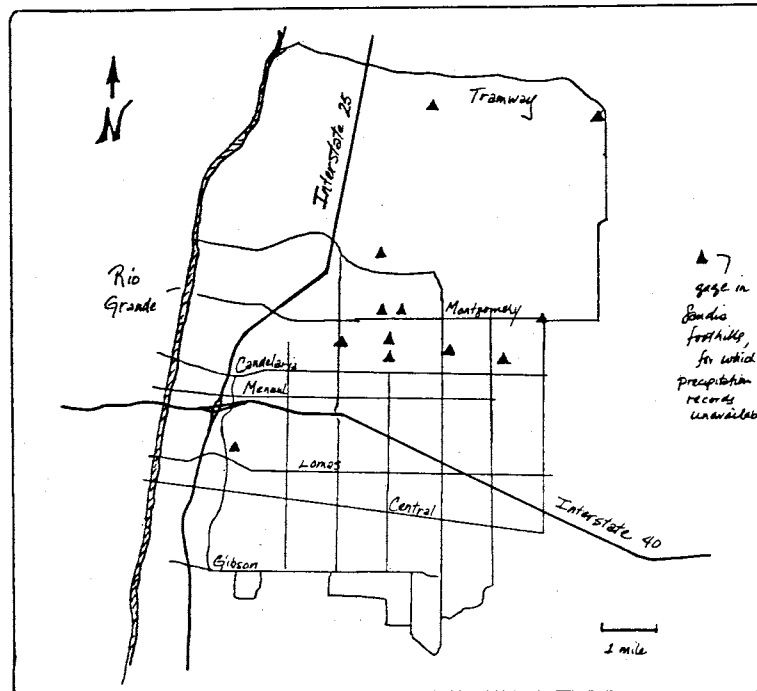 N
Tramway
Interstate 25
Rio
Grande
gage in
Sandia
foothills,
for which
precipitation
records
Montgomery
Candelaria
Menaul
Lomas
Central
Interstate 40
Gibson
1 mile